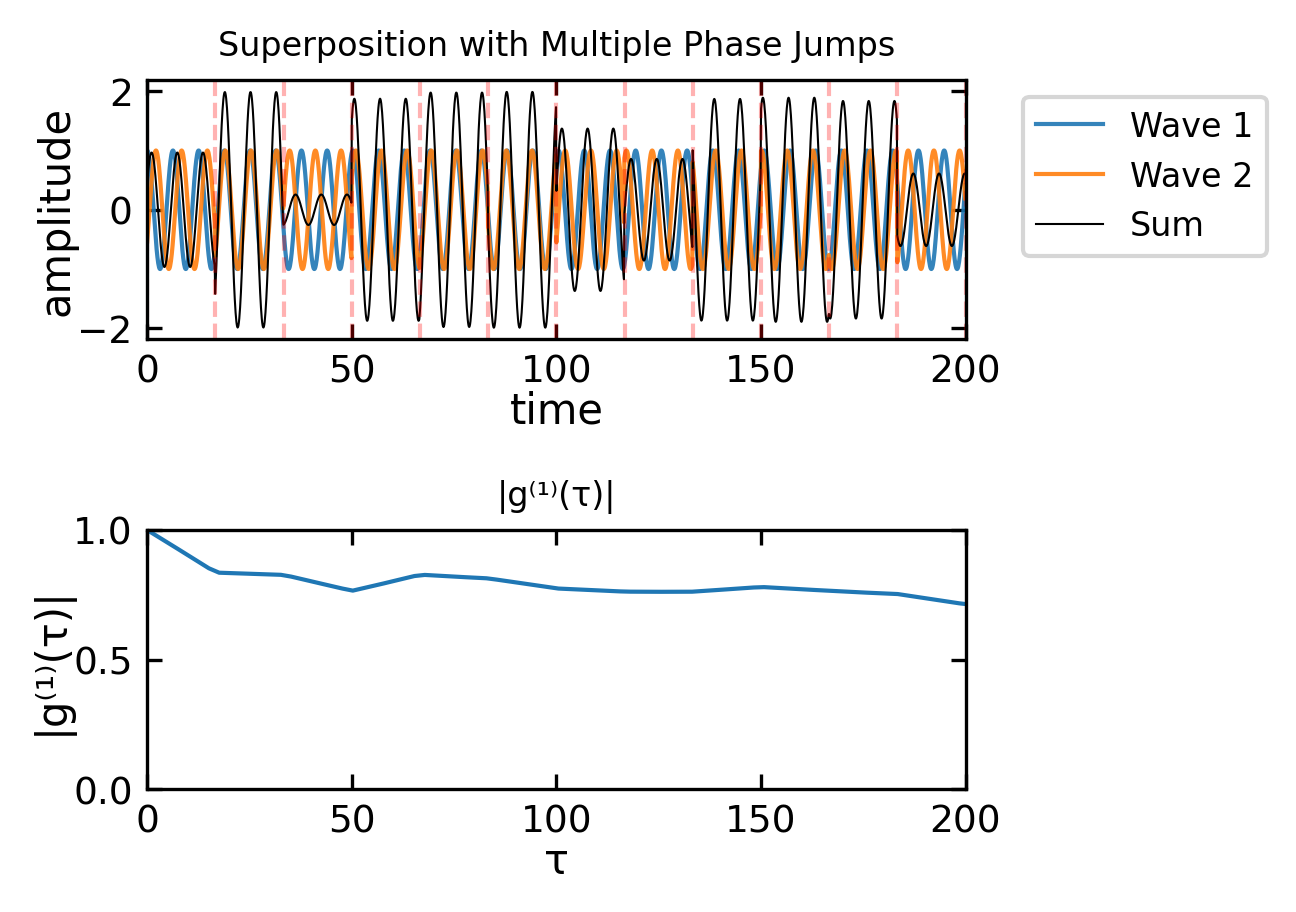 Superposition with Multiple Phase Jumps
amplitude
2
0
−2
0
50
100
150
200
time
Wave 1
Wave 2
Sum
|g⁽¹⁾(τ)|
|g⁽¹⁾(τ)|
1.0
0.5
0.0
0
50
100
150
200
τ